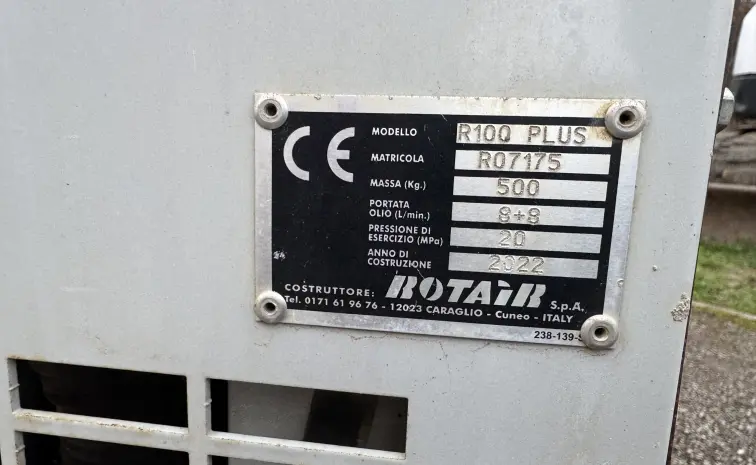 CE
MODELLO R100 PLUS
MATRICOLA R07175
MASSA (Kg.) 500
PORTATA
OLIO (L/min.) 8+8
PRESSIONE DI
ESERCIZIO (MPa) 20
ANNO DI
COSTRUZIONE 2022
COSTRUTTORE: ROTAIR S.p.A.
Tel. 0171 61 96 76 - 12023 CARAGLIO - Cuneo - ITALY